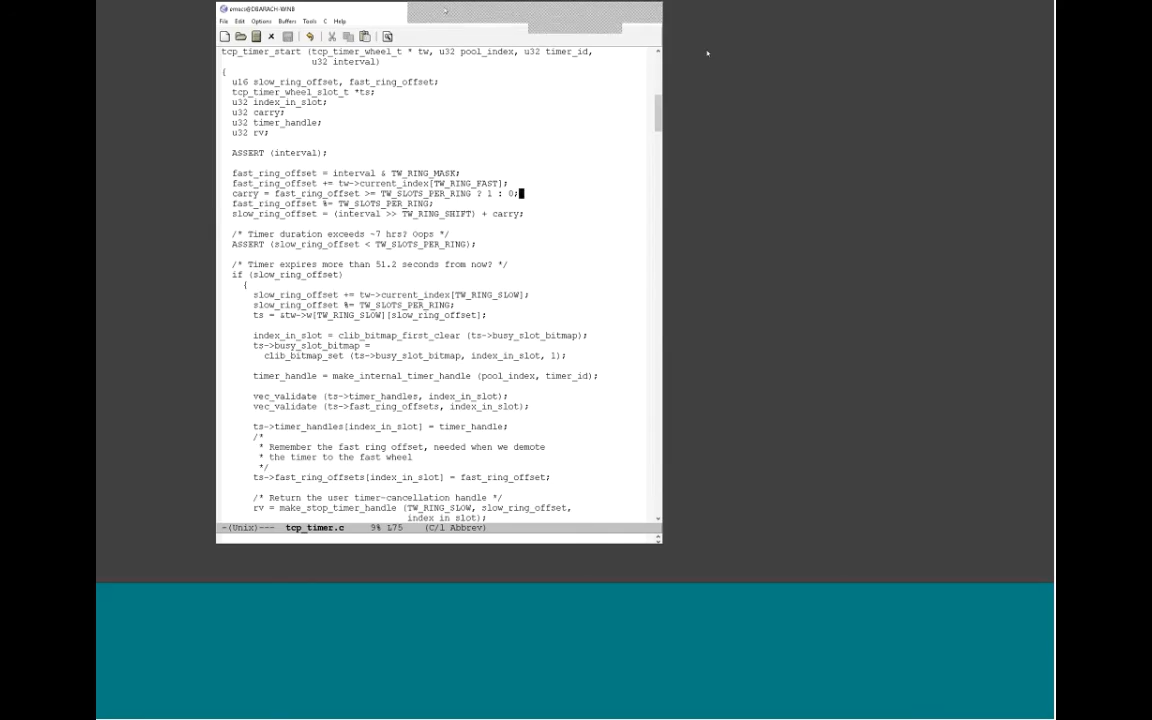 emacs@DBARACH-WINB
File Edit Options Buffers Tools C Help
tcp_timer_start (tcp_timer_wheel_t * tw, u32 pool_index, u32 timer_id,
u32 interval)
{
u16 slow_ring_offset, fast_ring_offset;
tcp_timer_wheel_slot_t *ts;
u32 index_in_slot;
u32 carry;
u32 timer_handle;
u32 rv;
ASSERT (interval);
fast_ring_offset = interval & TW_RING_MASK;
fast_ring_offset += tw->current_index[TW_RING_FAST];
carry = fast_ring_offset >= TW_SLOTS_PER_RING ? 1 : 0;
fast_ring_offset %= TW_SLOTS_PER_RING;
slow_ring_offset = (interval >> TW_RING_SHIFT) + carry;
/* Timer duration exceeds ~7 hrs? Oops */
ASSERT (slow_ring_offset < TW_SLOTS_PER_RING);
/* Timer expires more than 51.2 seconds from now? */
if (slow_ring_offset)
{
slow_ring_offset += tw->current_index[TW_RING_SLOW];
slow_ring_offset %= TW_SLOTS_PER_RING;
ts = &tw->w[TW_RING_SLOW][slow_ring_offset];
index_in_slot = clib_bitmap_first_clear (ts->busy_slot_bitmap);
ts->busy_slot_bitmap =
clib_bitmap_set (ts->busy_slot_bitmap, index_in_slot, 1);
timer_handle = make_internal_timer_handle (pool_index, timer_id);
vec_validate (ts->timer_handles, index_in_slot);
vec_validate (ts->fast_ring_offsets, index_in_slot);
ts->timer_handles[index_in_slot] = timer_handle;
/*
* Remember the fast ring offset, needed when we demote
* the timer to the fast wheel
*/
ts->fast_ring_offsets[index_in_slot] = fast_ring_offset;
/* Return the user timer-cancellation handle */
rv = make_stop_timer_handle (TW_RING_SLOW, slow_ring_offset,
index_in_slot);
-(Unix)--- tcp_timer.c 9% L75 (C/l Abbrev)